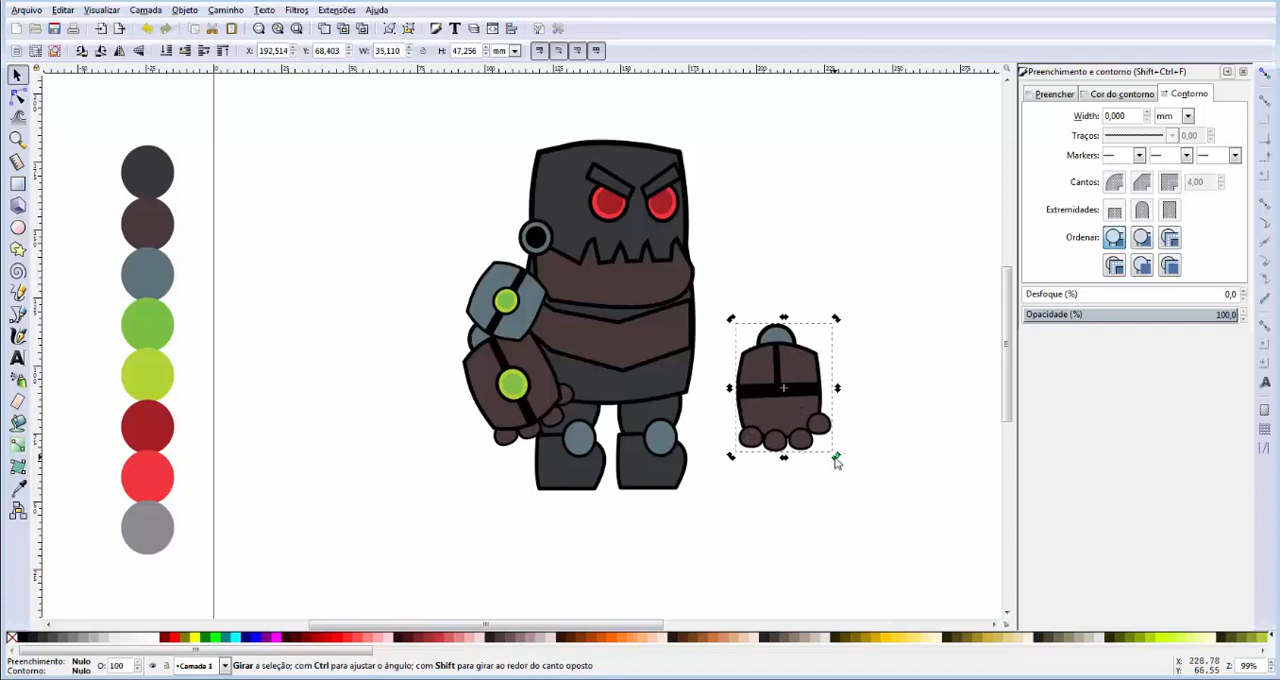 Arquivo Editar Visualizar Camada Objeto Caminho Texto Filtros Extensões Ajuda
X: 192,514 Y: 68,403 W: 35,110 H: 47,256 mm
Preenchimento e contorno (Shift+Ctrl+F)
Preencher Cor do contorno Contorno
Width: 0,000 mm
Traços: 0,00
Markers:
Cantos: 4,00
Extremidades:
Ordenar:
Desfoque (%) 0,0
Opacidade (%) 100,0
Preenchimento: Nulo
Contorno: Nulo
O: 100
•Camada 1
Girar a seleção; com Ctrl para ajustar o ângulo; com Shift para girar ao redor do canto oposto
X: 228.78
Y: 66.55
Z: 99%